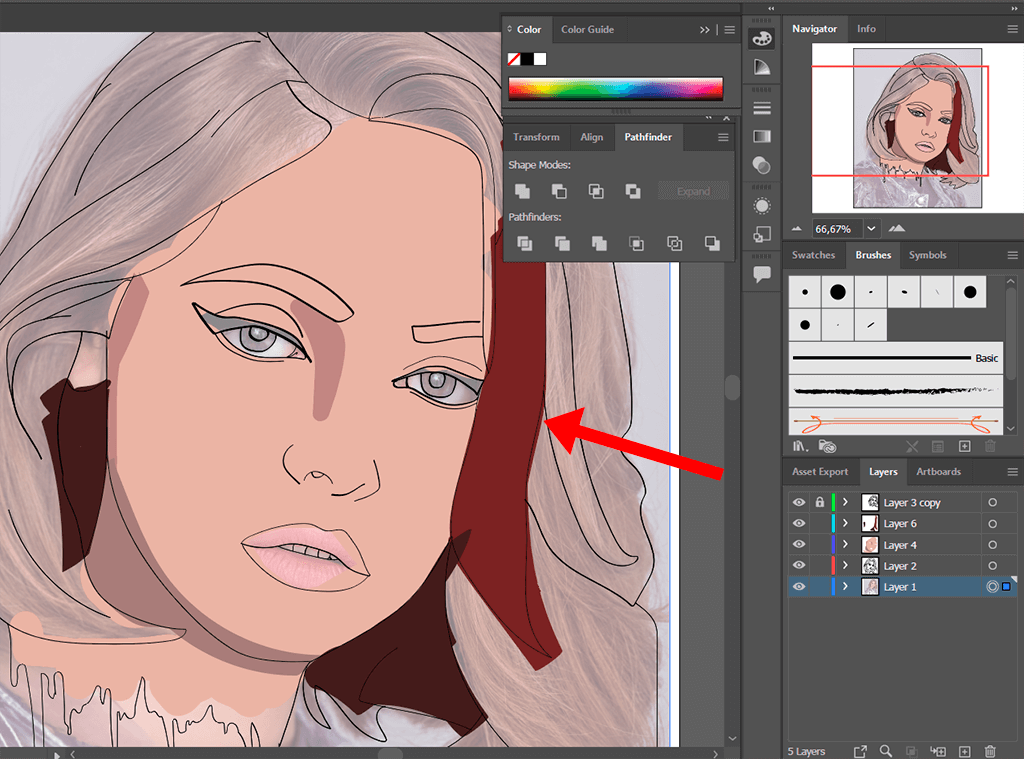 Color
Color Guide
Transform
Align
Pathfinder
Shape Modes:
Expand
Pathfinders:
Navigator
Info
66,67%
Swatches
Brushes
Symbols
Basic
Asset Export
Layers
Artboards
Layer 3 copy
Layer 6
Layer 4
Layer 2
Layer 1
5 Layers